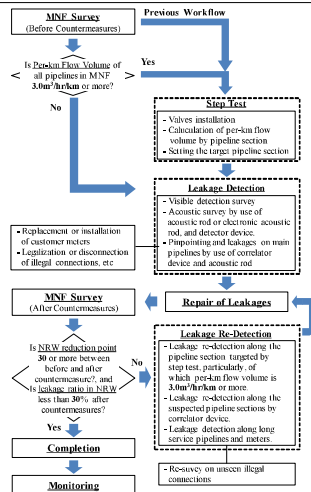 MNF Survey
(Before Countermeasures)
Previous Workflow
Is Per-km Flow Volume of
all pipelines in MNF
3.0m³/hr/km or more?
Yes
No
Step Test
- Valves installation
- Caluculation of per-km flow
volume by pipeline section
- Setting the target pipeline section
Leakage Detection
- Visible detection survey
- Acoustic survey by use of
acoustic rod or electronic acoustic
rod, and detector device.
- Pinpointing and leakages on main
pipelines by use of correlator
device and acoustic rod
- Replacement or installation
of customer meters
- Legalization or disconnection
of illegal connections, etc
Repair of Leakages
MNF Survey
(After Countermeasures)
Is NRW reduction point
30 or more between
before and after
countermeasure?, and
Is leakage ratio in NRW
less than 30% after
countermeasures?
No
Yes
Leakage Re-Detection
- Leakage re-detection along the
pipeline section targeted by
step test, particularly, of
which per-km flow volume is
3.0m³/hr/km or more.
- Leakage re-detection along the
suspected pipeline sections by
correlator device.
- Leakage detection along long
service pipelines and meters.
- Re-survey on unseen illegal
connections
Completion
Monitoring